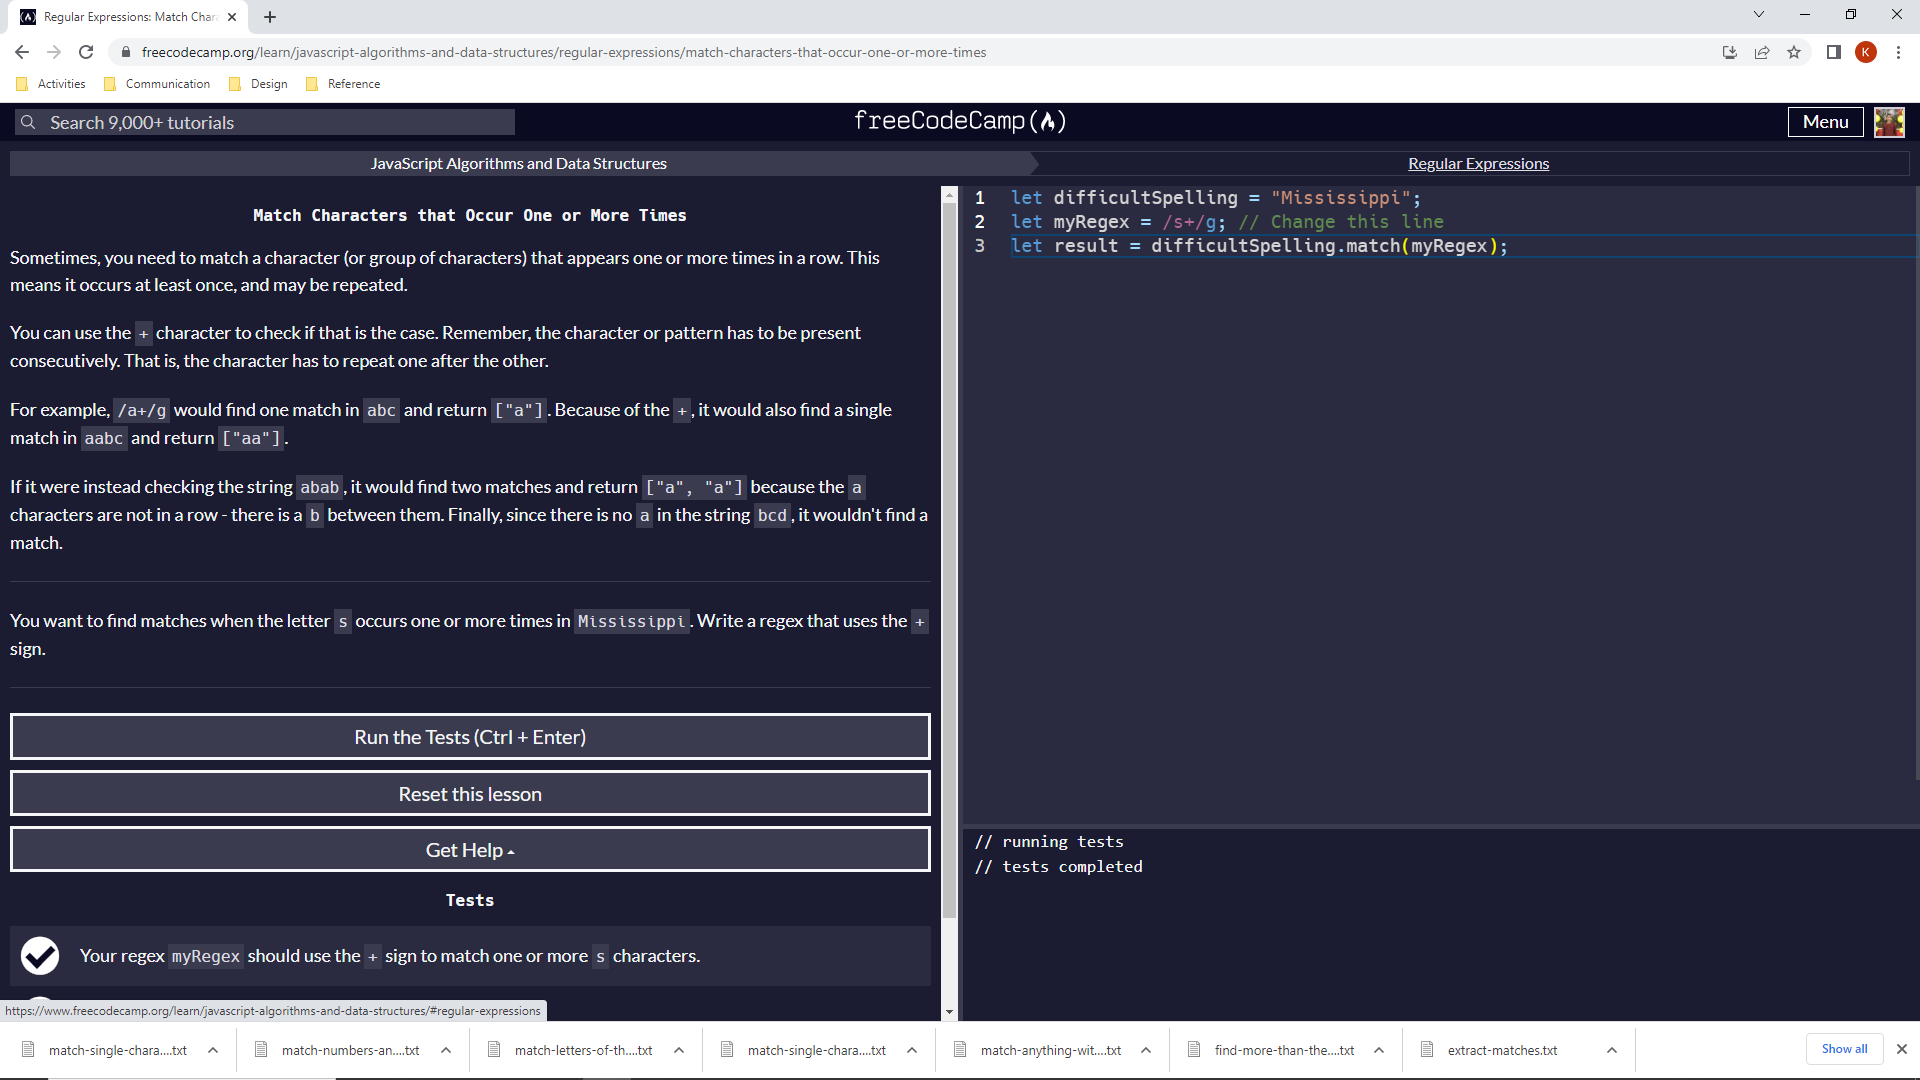 Regular Expressions: Match Char
freecodecamp.org/learn/javascript-algorithms-and-data-structures/regular-expressions/match-characters-that-occur-one-or-more-times
K
Activities
Communication
Design
Reference
Search 9,000+ tutorials
freeCodeCamp
Menu
JavaScript Algorithms and Data Structures
Regular Expressions
Match Characters that Occur One or More Times
Sometimes, you need to match a character (or group of characters) that appears one or more times in a row. This
means it occurs at least once, and may be repeated.
You can use the + character to check if that is the case. Remember, the character or pattern has to be present
consecutively. That is, the character has to repeat one after the other.
For example, /a+/g would find one match in abc and return ["a"]. Because of the +, it would also find a single
match in aabc and return ["aa"].
If it were instead checking the string abab, it would find two matches and return ["a", "a"] because the a
characters are not in a row - there is a b between them. Finally, since there is no a in the string bcd, it wouldn't find a
match.
You want to find matches when the letter s occurs one or more times in Mississippi. Write a regex that uses the +
sign.
Run the Tests (Ctrl + Enter)
Reset this lesson
Get Help
Tests
Your regex myRegex should use the + sign to match one or more s characters.
https://www.freecodecamp.org/learn/javascript-algorithms-and-data-structures/#regular-expressions
1 let difficultSpelling = "Mississippi";
2 let myRegex = /s+/g; // Change this line
3 let result = difficultSpelling.match(myRegex);
// running tests
// tests completed
match-single-chara....txt
match-numbers-an....txt
match-letters-of-th....txt
match-single-chara....txt
match-anything-wit....txt
find-more-than-the....txt
extract-matches.txt
Show all